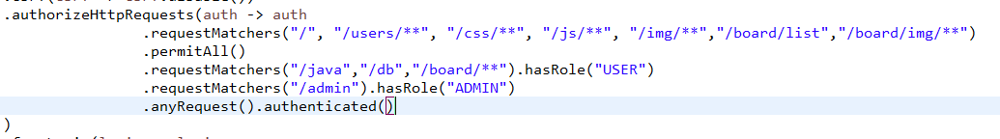 .authorizeHttpRequests(auth -> auth
.requestMatchers("/", "/users/**", "/css/**", "/js/**", "/img/**","/board/list","/board/img/**")
.permitAll()
.requestMatchers("/java","/db","/board/**").hasRole("USER")
.requestMatchers("/admin").hasRole("ADMIN")
.anyRequest().authenticated()
)